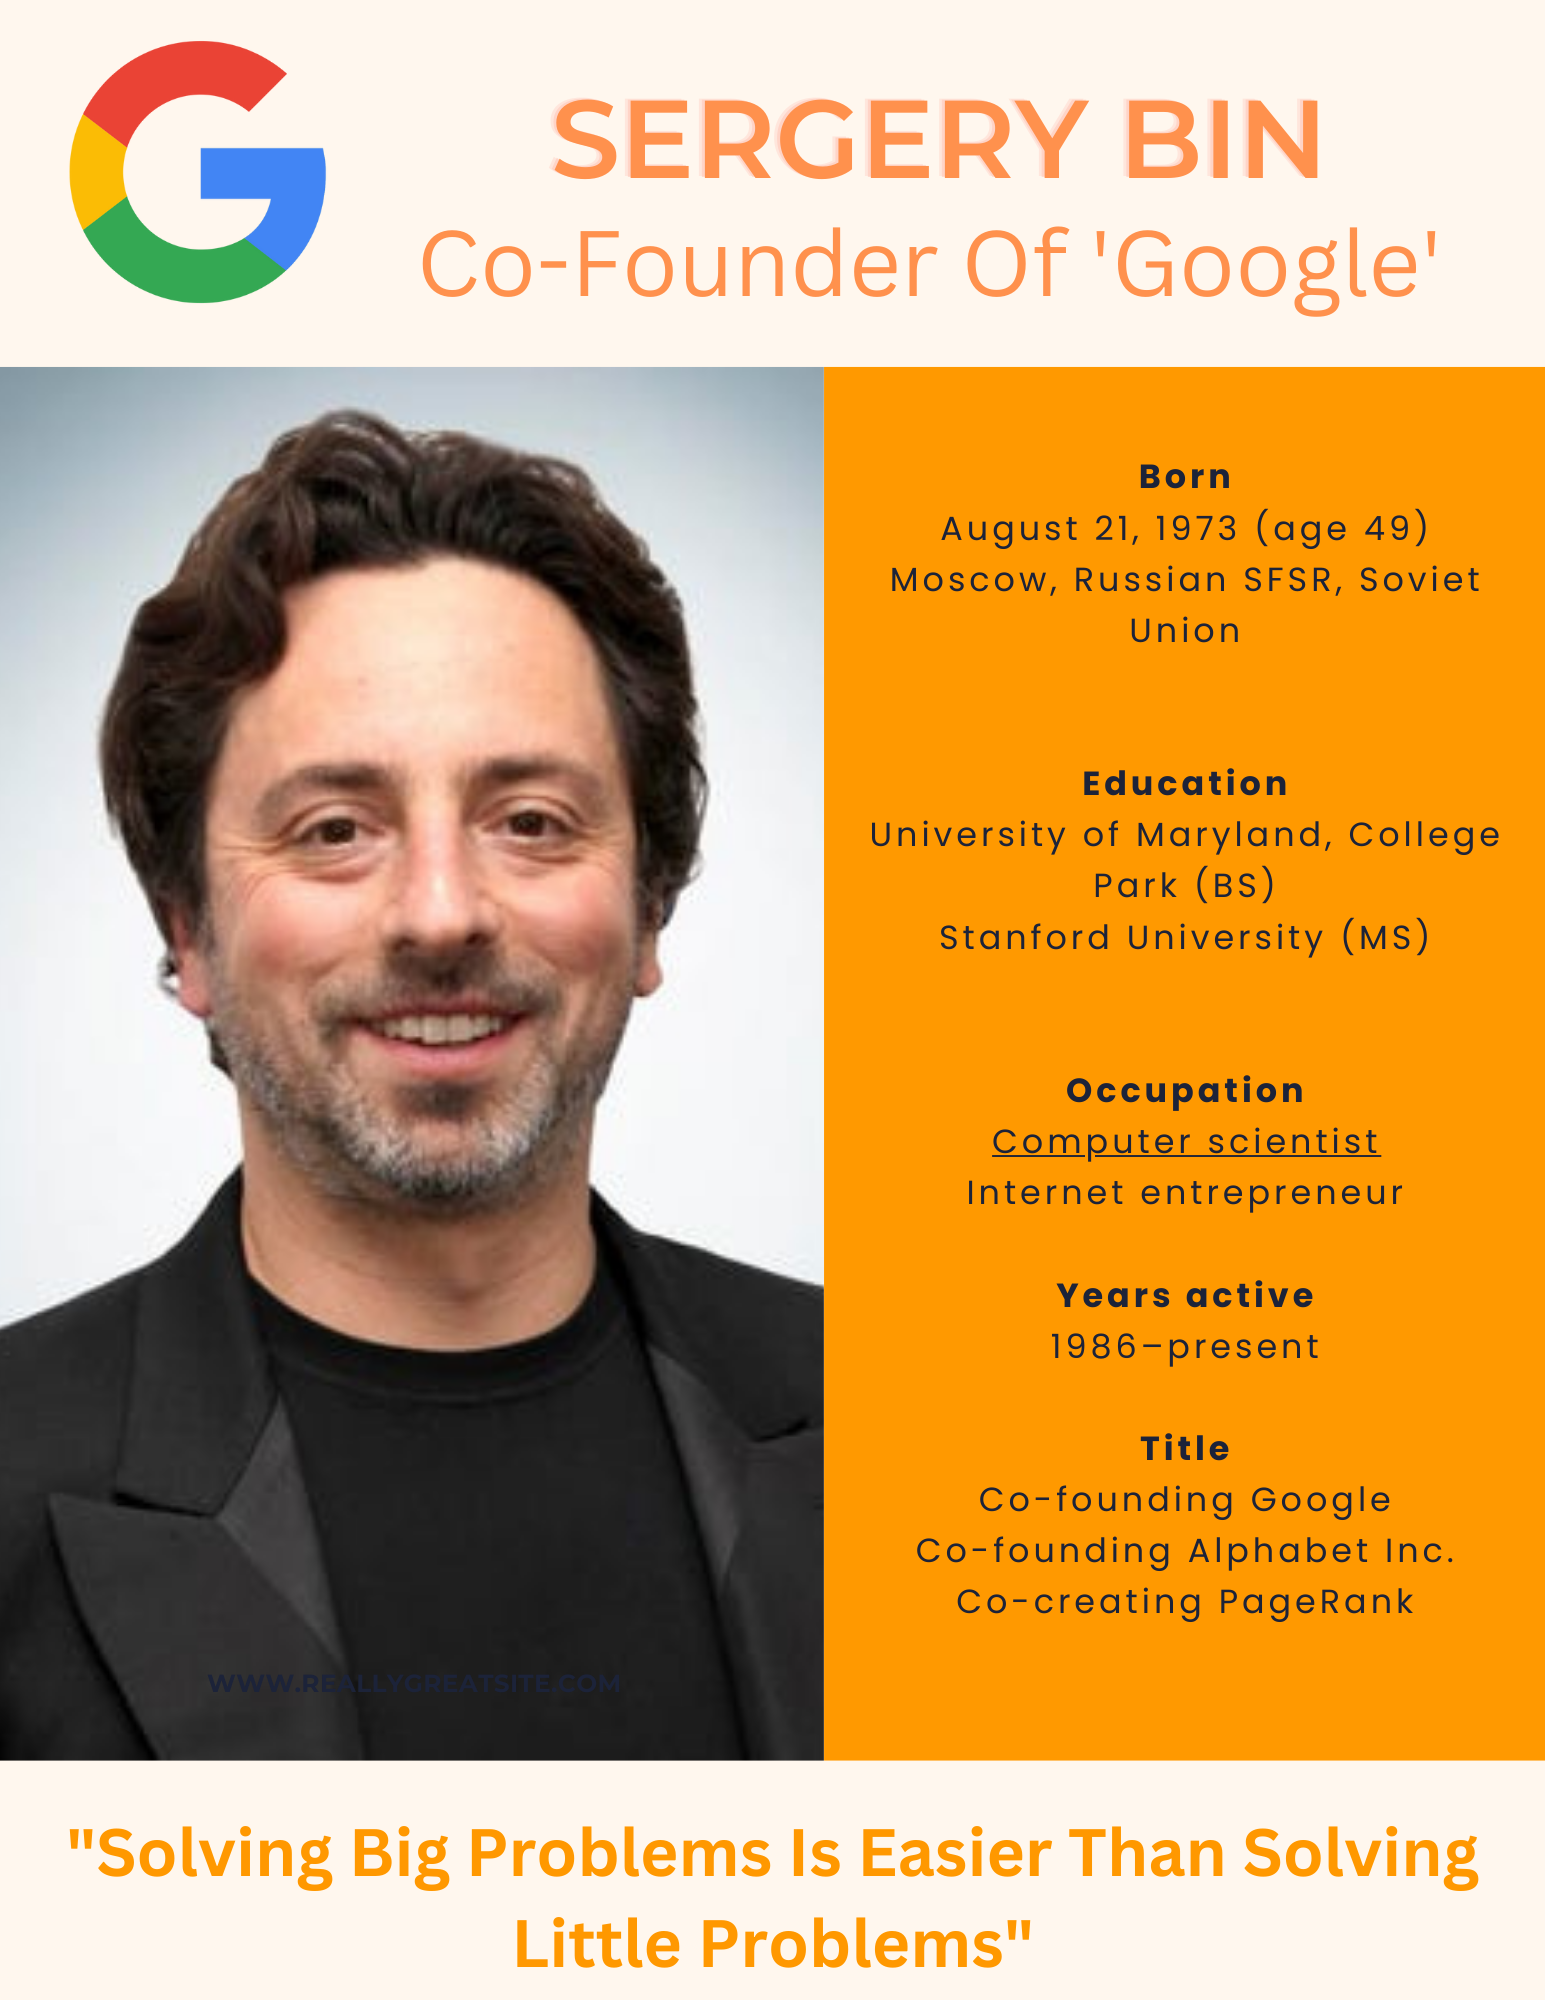 SERGERY BIN
Co-Founder Of 'Google'
Born
August 21, 1973 (age 49)
Moscow, Russian SFSR, Soviet
Union
Education
University of Maryland, College
Park (BS)
Stanford University (MS)
Occupation
Computer scientist
Internet entrepreneur
Years active
1986–present
Title
Co-founding Google
Co-founding Alphabet Inc.
Co-creating PageRank
WWW.REALLYGREATSITE.COM
"Solving Big Problems Is Easier Than Solving
Little Problems"